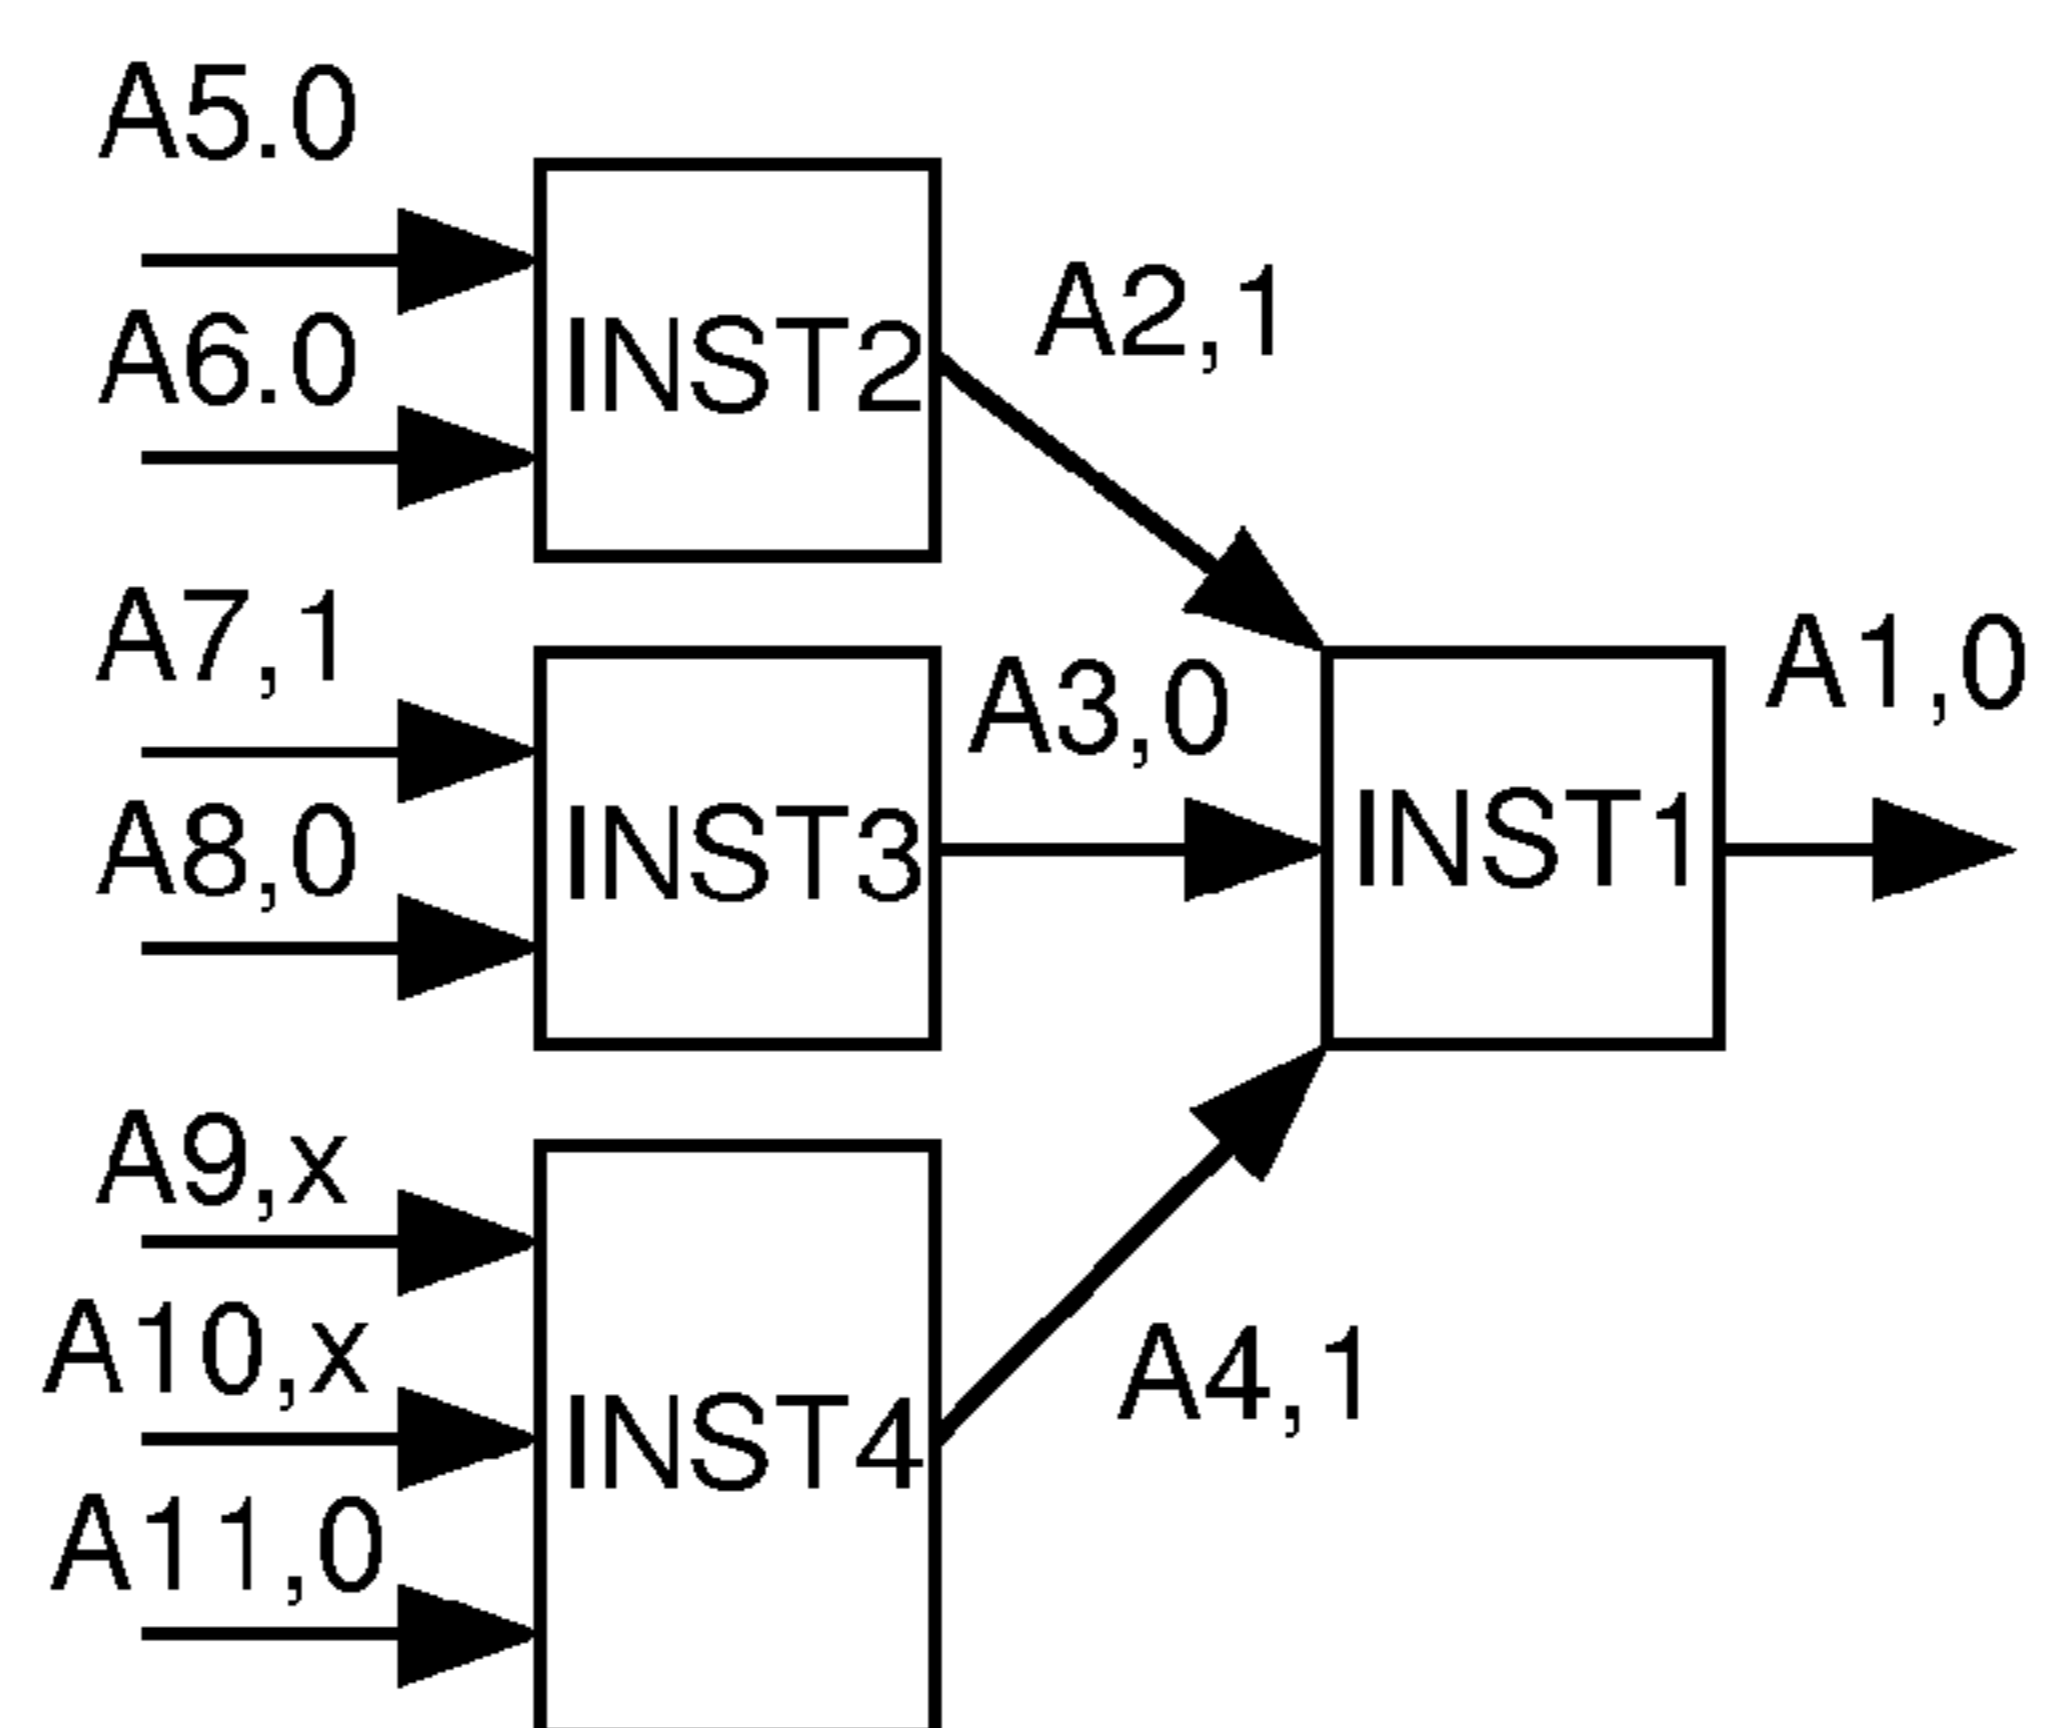 A5.0
A6.0
INST2
A2,1
A7,1
A8,0
INST3
A3,0
INST1
A1,0
A9,x
A10,x
A11,0
INST4
A4,1